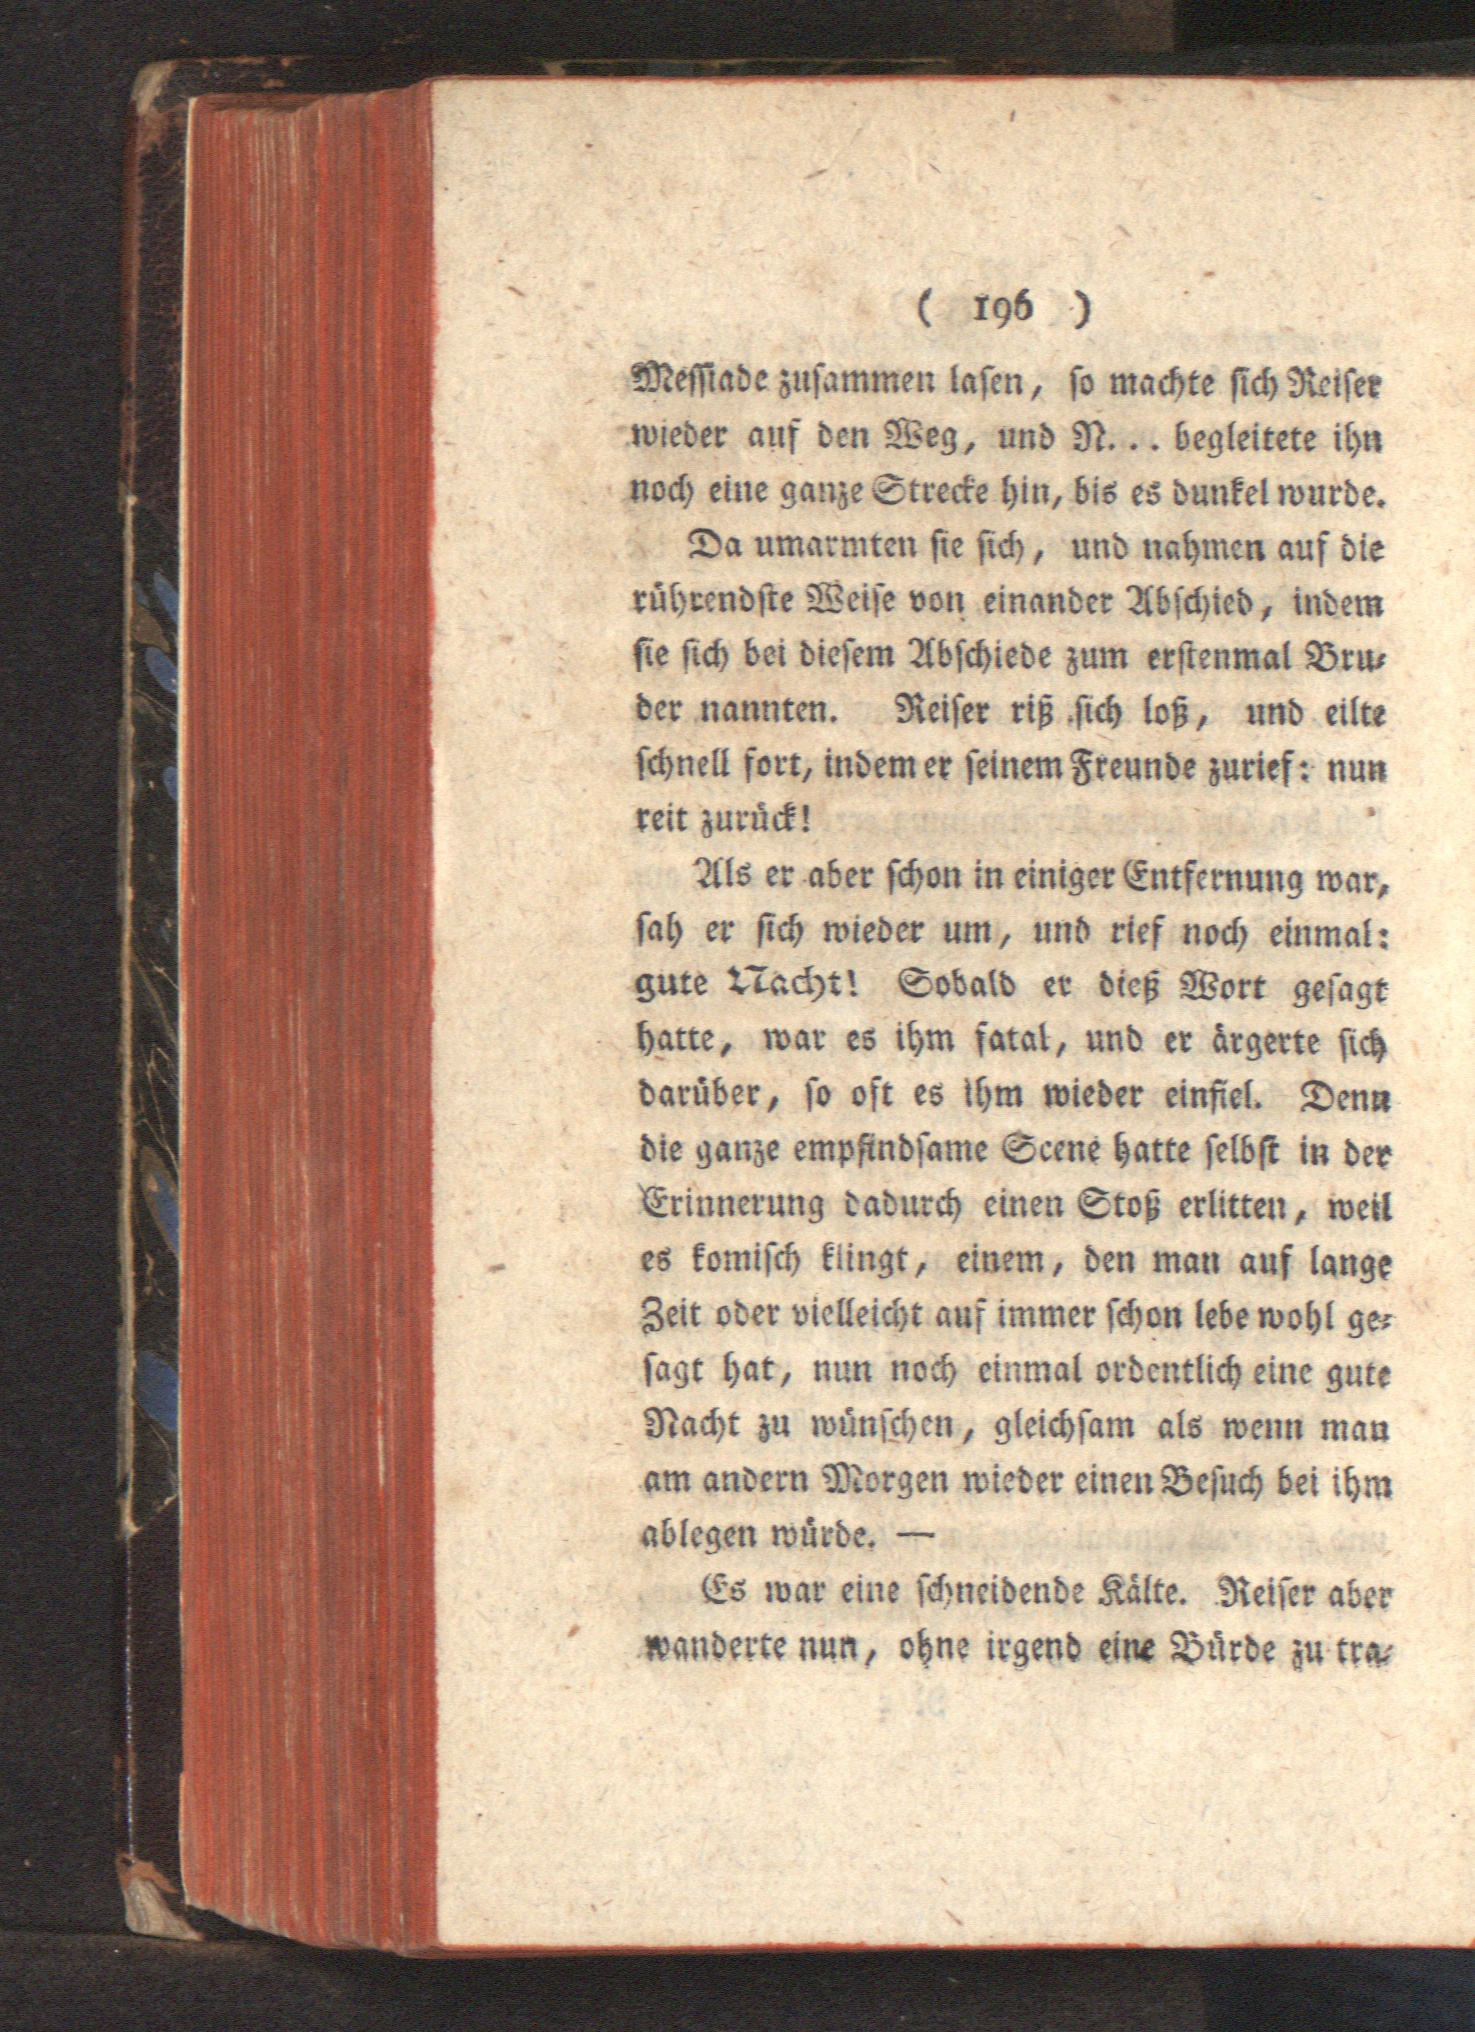 ( 196 )
Meſſiade zuſammen laſen, ſo machte ſich Reiſer
wieder auf den Weg, und N... begleitete ihn
noch eine ganze Strecke hin, bis es dunkel wurde.
Da umarmten ſie ſich, und nahmen auf die
rührendſte Weiſe von einander Abſchied, indem
ſie ſich bei dieſem Abſchiede zum erſtenmal Bru⸗
der nannten. Reiſer riß ſich loß, und eilte
ſchnell fort, indem er ſeinem Freunde zurief: nun
reit zurück!
Als er aber ſchon in einiger Entfernung war,
ſah er ſich wieder um, und rief noch einmal:
gute Nacht! Sobald er dieß Wort geſagt
hatte, war es ihm fatal, und er ärgerte ſich
darüber, ſo oft es ihm wieder einfiel. Denn
die ganze empfindſame Scene hatte ſelbſt in der
Erinnerung dadurch einen Stoß erlitten, weil
es komiſch klingt, einem, den man auf lange
Zeit oder vielleicht auf immer ſchon lebe wohl ge⸗
ſagt hat, nun noch einmal ordentlich eine gute
Nacht zu wünſchen, gleichſam als wenn man
am andern Morgen wieder einen Beſuch bei ihm
ablegen würde. —
Es war eine ſchneidende Kälte. Reiſer aber
wanderte nun, ohne irgend eine Bürde zu tra⸗